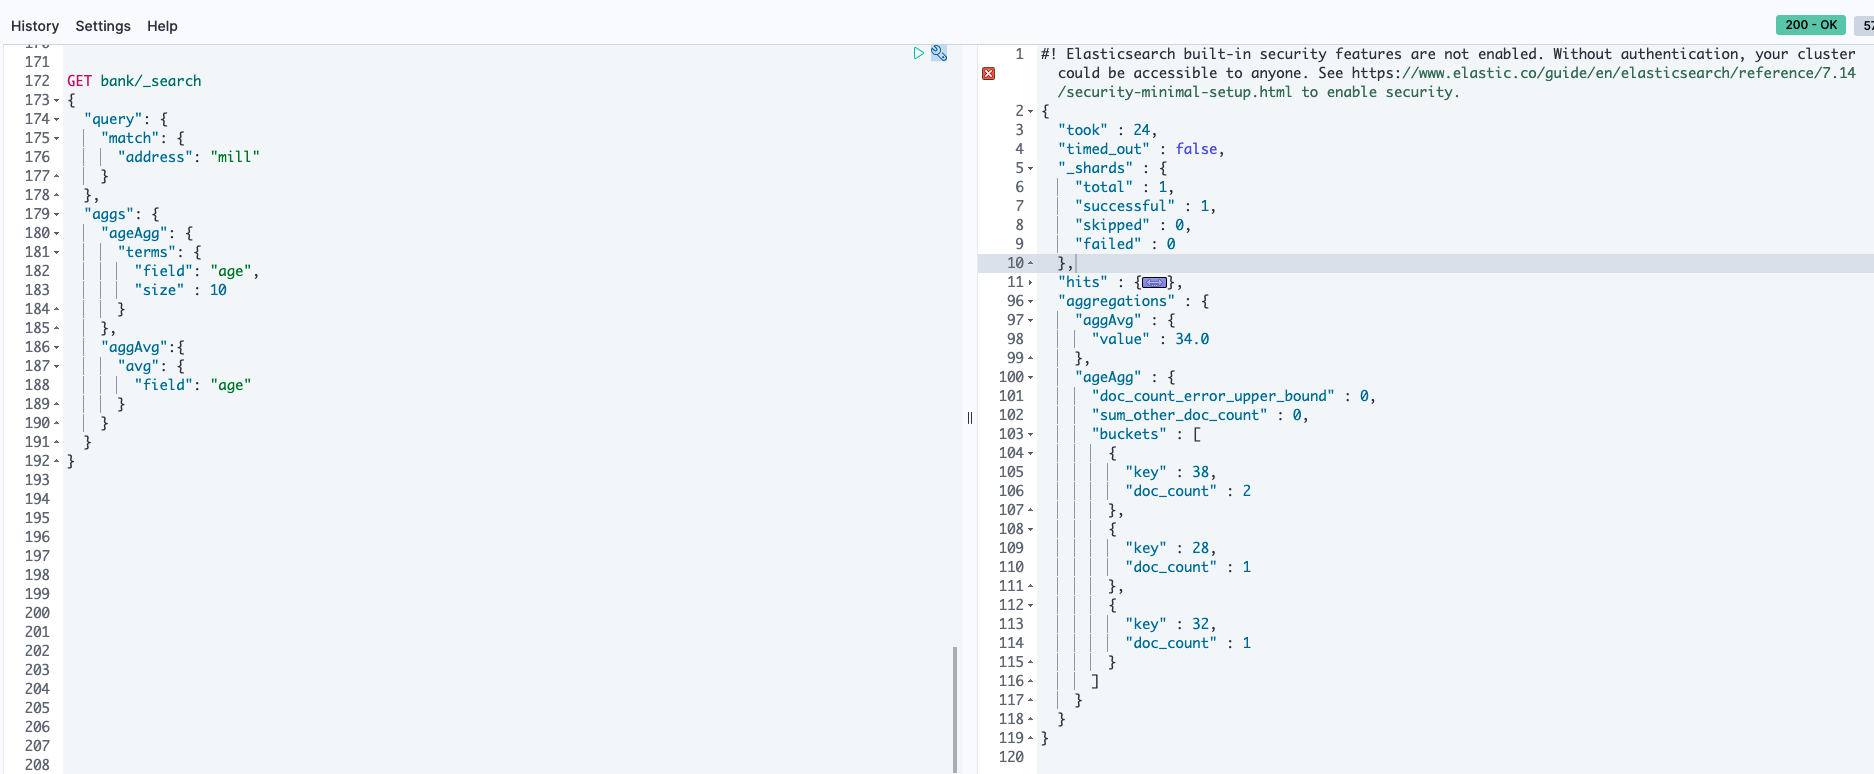 History Settings Help
200 - OK
171
172 GET bank/_search
173 {
174 "query": {
175 "match": {
176 "address": "mill"
177 }
178 },
179 "aggs": {
180 "ageAgg": {
181 "terms": {
182 "field": "age",
183 "size" : 10
184 }
185 },
186 "aggAvg":{
187 "avg": {
188 "field": "age"
189 }
190 }
191 }
192 }
193
194
195
196
197
198
199
200
201
202
203
204
205
206
207
208
1 #! Elasticsearch built-in security features are not enabled. Without authentication, your cluster
could be accessible to anyone. See https://www.elastic.co/guide/en/elasticsearch/reference/7.14
/security-minimal-setup.html to enable security.
2 {
3 "took" : 24,
4 "timed_out" : false,
5 "_shards" : {
6 "total" : 1,
7 "successful" : 1,
8 "skipped" : 0,
9 "failed" : 0
10 },
11 "hits" : {},
96 "aggregations" : {
97 "aggAvg" : {
98 "value" : 34.0
99 },
100 "ageAgg" : {
101 "doc_count_error_upper_bound" : 0,
102 "sum_other_doc_count" : 0,
103 "buckets" : [
104 {
105 "key" : 38,
106 "doc_count" : 2
107 },
108 {
109 "key" : 28,
110 "doc_count" : 1
111 },
112 {
113 "key" : 32,
114 "doc_count" : 1
115 }
116 ]
117 }
118 }
119 }
120